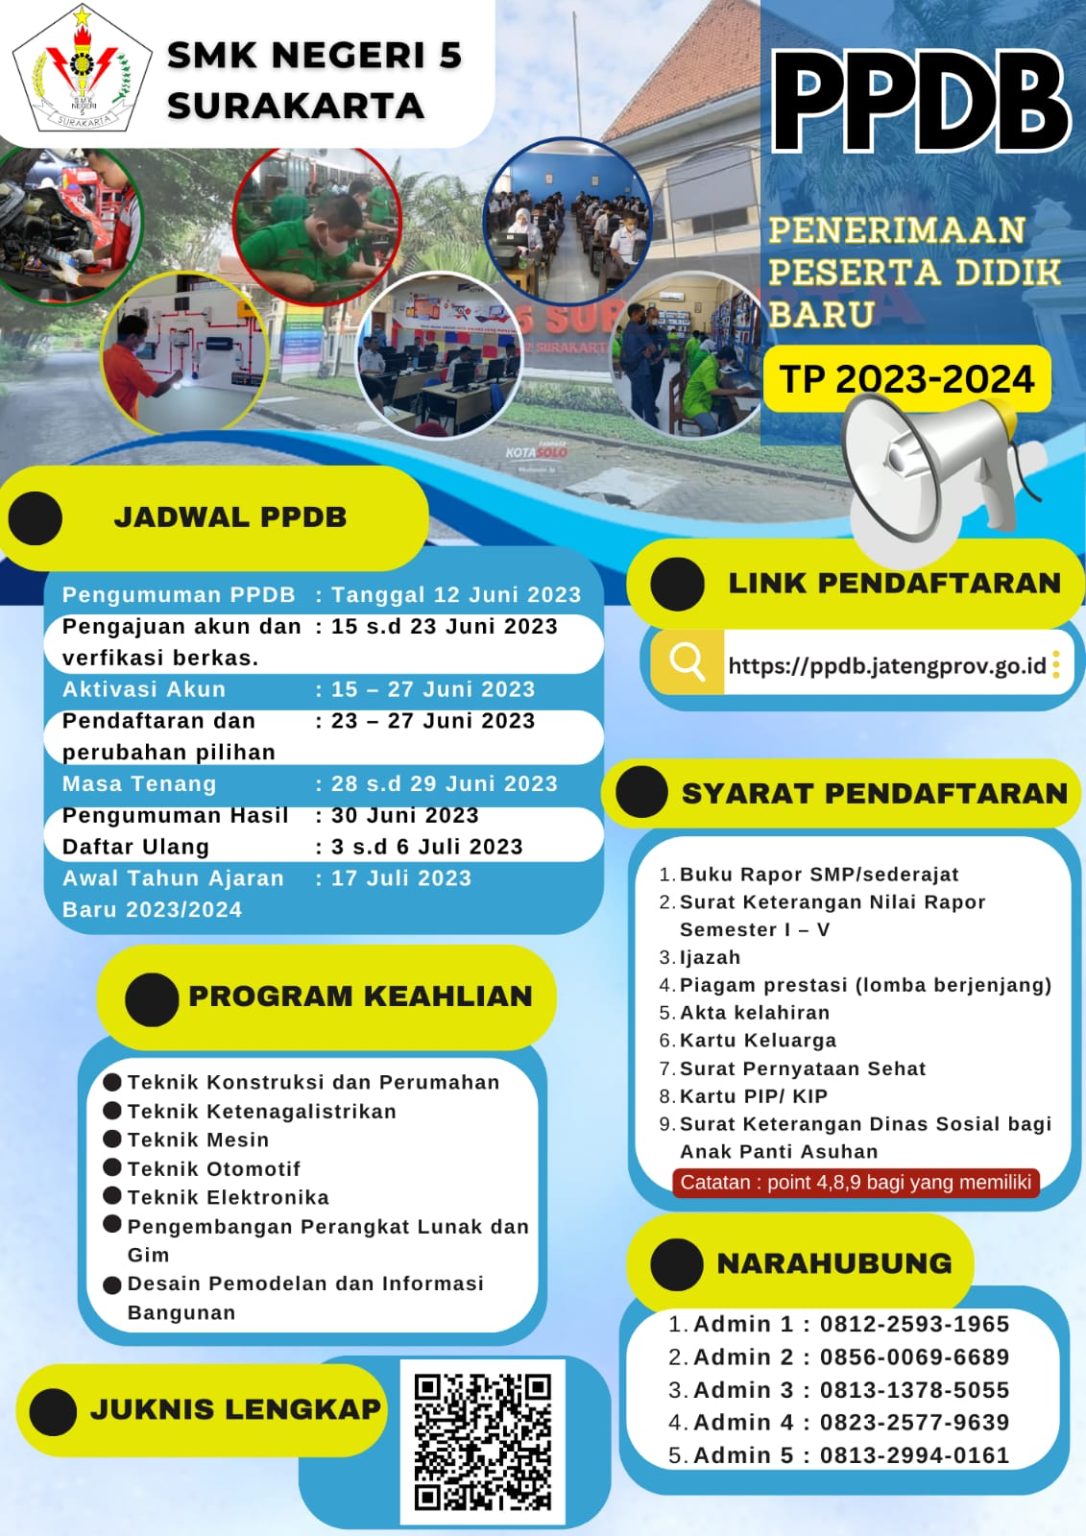 SMK NEGERI 5
SURAKARTA
SMK
NEGERI
5
SURAKARTA
PPDB
PENERIMAAN
PESERTA DIDIK
BARU
TP 2023-2024
5 SUR
SURAKARTA
KOTASOLO
JADWAL PPDB
Pengumuman PPDB : Tanggal 12 Juni 2023
Pengajuan akun dan : 15 s.d 23 Juni 2023
verfikasi berkas.
Aktivasi Akun : 15 – 27 Juni 2023
Pendaftaran dan : 23 – 27 Juni 2023
perubahan pilihan
Masa Tenang : 28 s.d 29 Juni 2023
Pengumuman Hasil : 30 Juni 2023
Daftar Ulang : 3 s.d 6 Juli 2023
Awal Tahun Ajaran : 17 Juli 2023
Baru 2023/2024
LINK PENDAFTARAN
https://ppdb.jatengprov.go.id
SYARAT PENDAFTARAN
1. Buku Rapor SMP/sederajat
2. Surat Keterangan Nilai Rapor
Semester I – V
3. Ijazah
4. Piagam prestasi (lomba berjenjang)
5. Akta kelahiran
6. Kartu Keluarga
7. Surat Pernyataan Sehat
8. Kartu PIP/ KIP
9. Surat Keterangan Dinas Sosial bagi
Anak Panti Asuhan
Catatan : point 4,8,9 bagi yang memiliki
PROGRAM KEAHLIAN
● Teknik Konstruksi dan Perumahan
● Teknik Ketenagalistrikan
● Teknik Mesin
● Teknik Otomotif
● Teknik Elektronika
● Pengembangan Perangkat Lunak dan
Gim
● Desain Pemodelan dan Informasi
Bangunan
NARAHUBUNG
1. Admin 1 : 0812-2593-1965
2. Admin 2 : 0856-0069-6689
3. Admin 3 : 0813-1378-5055
4. Admin 4 : 0823-2577-9639
5. Admin 5 : 0813-2994-0161
JUKNIS LENGKAP